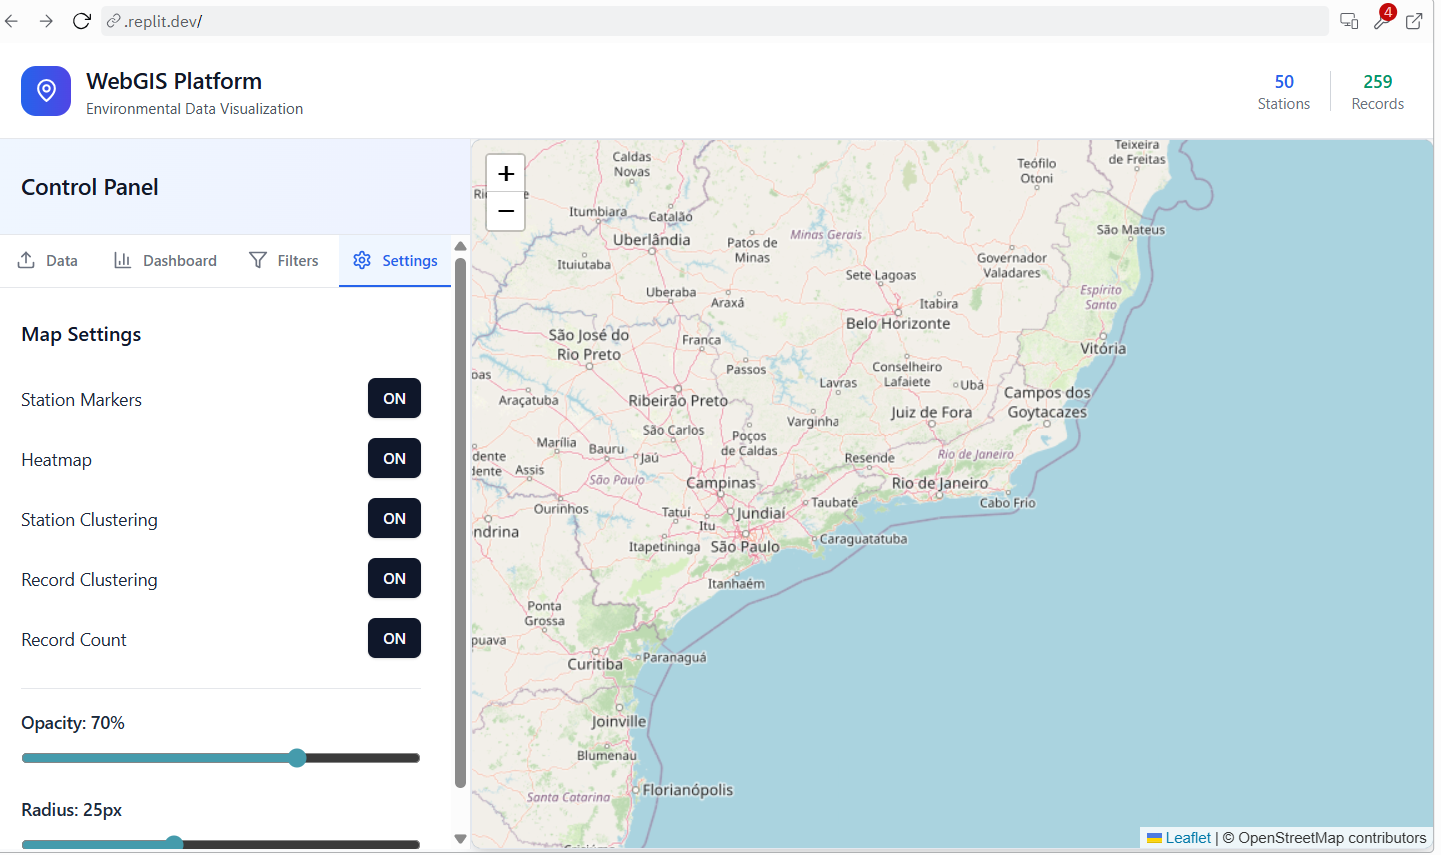 .replit.dev/
4
WebGIS Platform
Environmental Data Visualization
50
Stations
259
Records
Control Panel
Data
Dashboard
Filters
Settings
Map Settings
Station Markers
ON
Heatmap
ON
Station Clustering
ON
Record Clustering
ON
Record Count
ON
Opacity: 70%
Radius: 25px
+
−
Caldas
Novas
Teixeira
de Freitas
Teófilo
Otoni
Itumbiara
Catalão
São Mateus
Uberlândia
Patos de
Minas
Minas Gerais
Ituiutaba
Sete Lagoas
Governador
Valadares
Uberaba
Araxá
Itabira
Espírito
Santo
Belo Horizonte
São José do
Rio Preto
Franca
Vitória
Passos
Conselheiro
Lafaiete
Ubá
Lavras
Araçatuba
Ribeirão Preto
Campos dos
Goytacazes
Juiz de Fora
Varginha
São Carlos
Poços
de Caldas
Marília
Bauru
Jaú
Resende
Rio de Janeiro
dente
dente
Assis
São Paulo
Campinas
Rio de Janeiro
Cabo Frio
Taubaté
Ourinhos
Tatuí
Jundiaí
Itu
ndrina
Itapetininga
São Paulo
Caraguatatuba
Itanhaém
Ponta
Grossa
puava
Curitiba
Paranaguá
Joinville
Blumenau
Florianópolis
Santa Catarina
Leaflet | © OpenStreetMap contributors